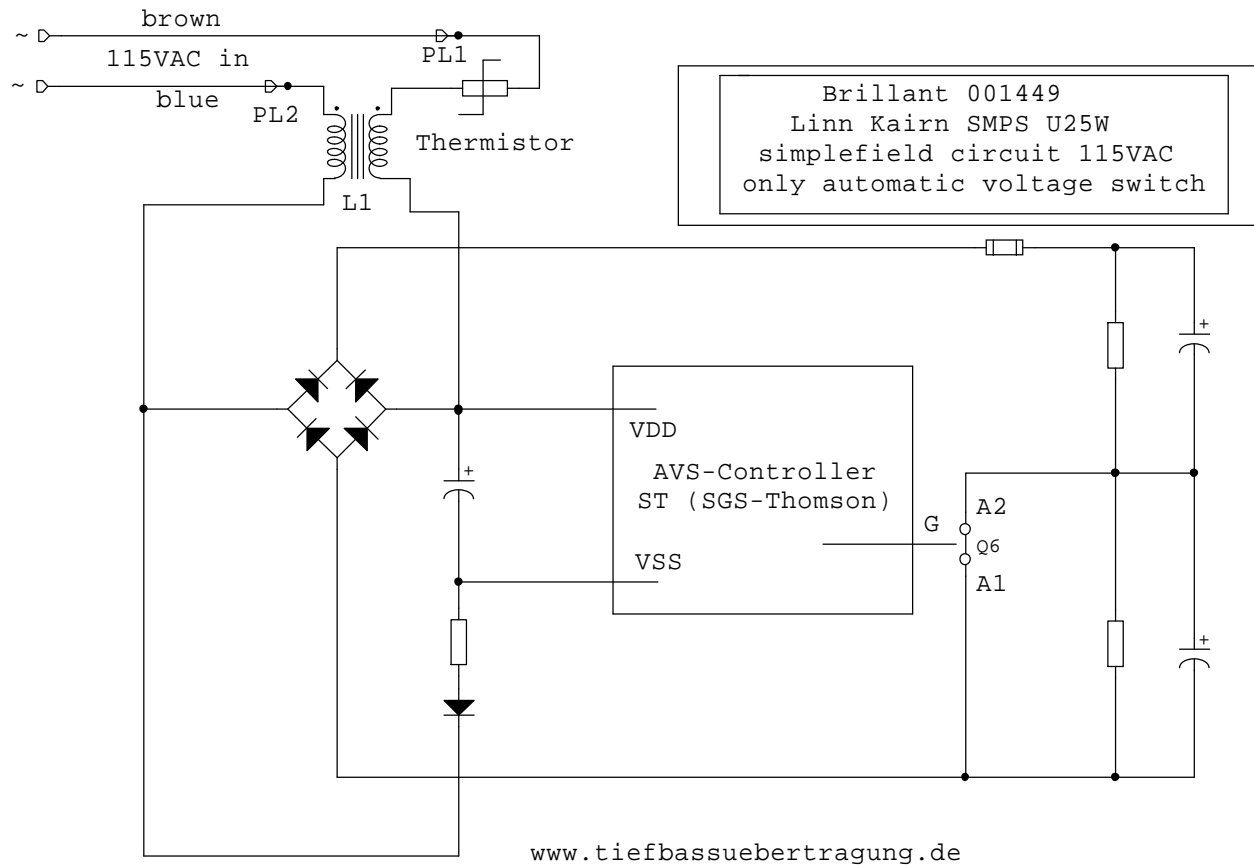 brown
~
115VAC in
PL1
~
blue
PL2
Thermistor
L1
Brillant 001449
Linn Kairn SMPS U25W
simplefield circuit 115VAC
only automatic voltage switch
+
VDD
AVS-Controller
ST (SGS-Thomson)
+
G
A2
Q6
A1
VSS
+
www.tiefbassuebertragung.de